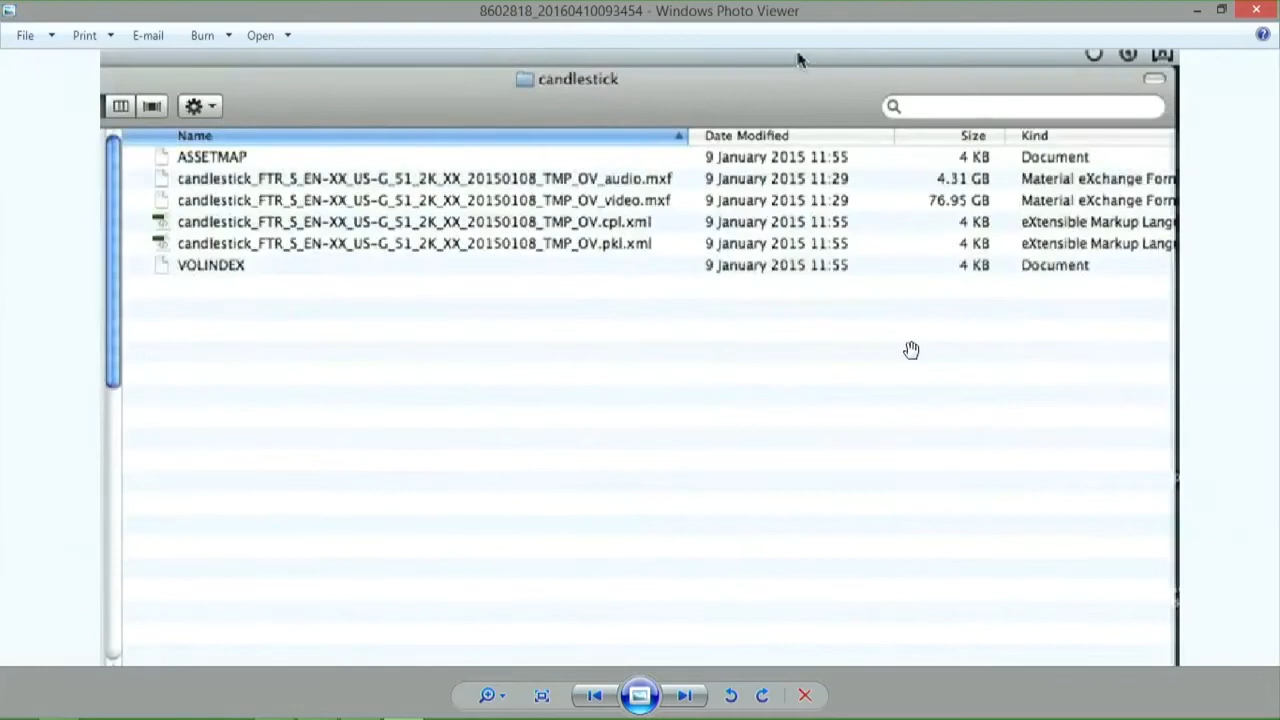 8602818_20160410093454 - Windows Photo Viewer
File Print E-mail Burn Open
candlestick
Name Date Modified Size Kind
ASSETMAP 9 January 2015 11:55 4 KB Document
candlestick_FTR_S_EN-XX_US-G_51_2K_XX_20150108_TMP_OV_audio.mxf 9 January 2015 11:29 4.31 GB Material eXchange Forn
candlestick_FTR_S_EN-XX_US-G_51_2K_XX_20150108_TMP_OV_video.mxf 9 January 2015 11:29 76.95 GB Material eXchange Forn
candlestick_FTR_S_EN-XX_US-G_51_2K_XX_20150108_TMP_OV.cpl.xml 9 January 2015 11:55 4 KB eXtensible Markup Lang
candlestick_FTR_S_EN-XX_US-G_51_2K_XX_20150108_TMP_OV.pkl.xml 9 January 2015 11:55 4 KB eXtensible Markup Lang
VOLINDEX 9 January 2015 11:55 4 KB Document